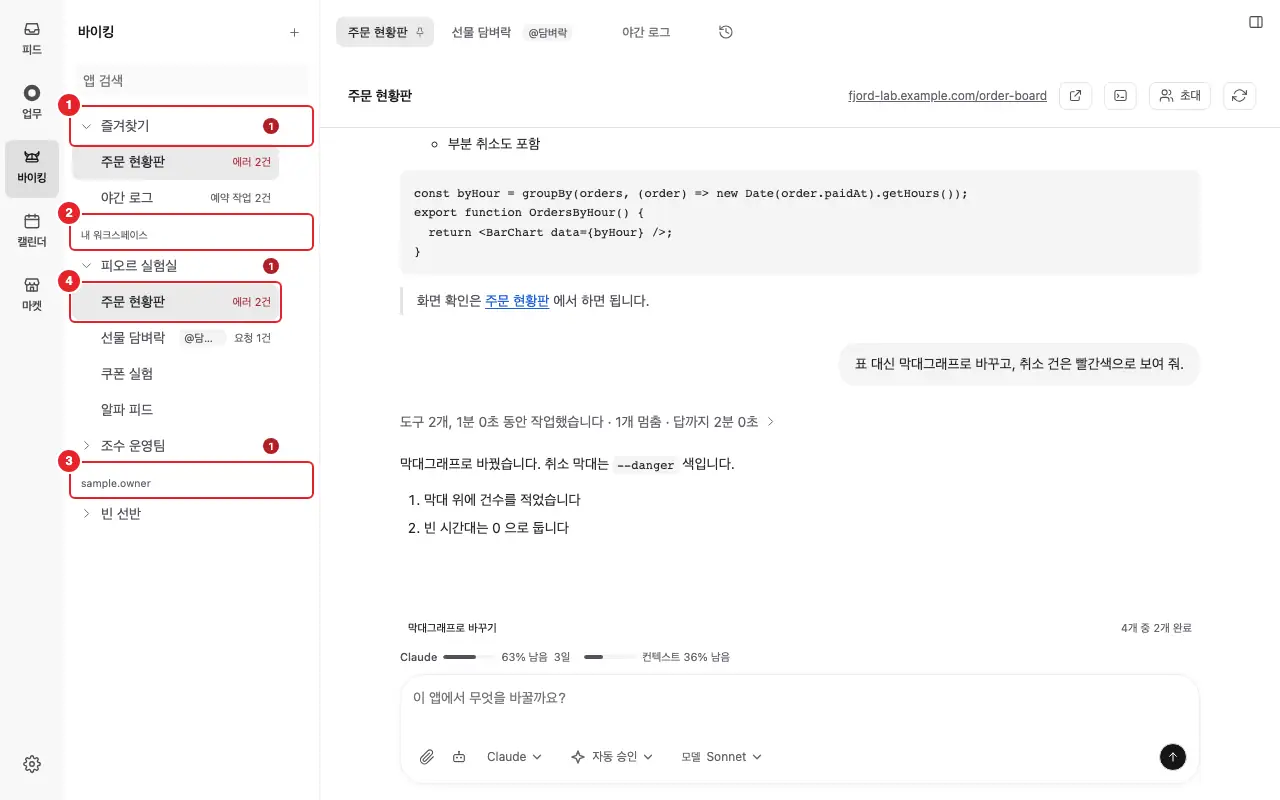 피드
업무
바이킹
캘린더
마켓
바이킹
앱 검색
1
즐겨찾기 1
주문 현황판 에러 2건
야간 로그 예약 작업 2건
2
내 워크스페이스
피오르 실험실 1
4
주문 현황판 에러 2건
선물 담벼락 @담... 요청 1건
쿠폰 실험
알파 피드
조수 운영팀 1
3
sample.owner
빈 선반
주문 현황판 선물 담벼락 @담벼락 야간 로그
주문 현황판 fjord-lab.example.com/order-board 초대
부분 취소도 포함
const byHour = groupBy(orders, (order) => new Date(order.paidAt).getHours());
export function OrdersByHour() {
return <BarChart data={byHour} />;
}
화면 확인은 주문 현황판 에서 하면 됩니다.
표 대신 막대그래프로 바꾸고, 취소 건은 빨간색으로 보여 줘.
도구 2개, 1분 0초 동안 작업했습니다 · 1개 멈춤 · 답까지 2분 0초
막대그래프로 바꿨습니다. 취소 막대는 --danger 색입니다.
1. 막대 위에 건수를 적었습니다
2. 빈 시간대는 0 으로 둡니다
막대그래프로 바꾸기 4개 중 2개 완료
Claude 63% 남음 3일 컨텍스트 36% 남음
이 앱에서 무엇을 바꿀까요?
Claude 자동 승인 모델 Sonnet